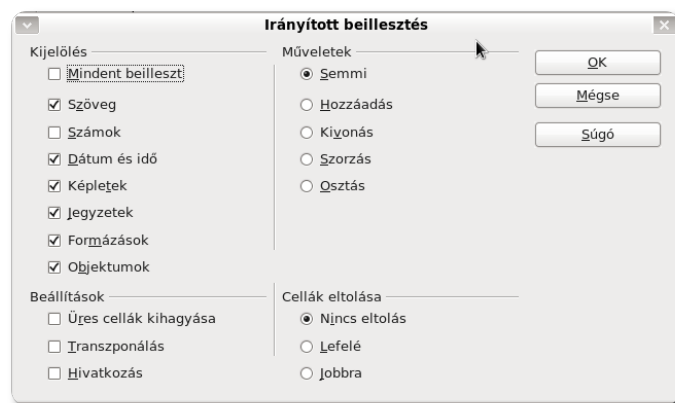 Irányított beillesztés
Kijelölés
Mindent beilleszt
Szöveg
Számok
Dátum és idő
Képletek
Jegyzetek
Formázások
Objektumok
Műveletek
Semmi
Hozzáadás
Kivonás
Szorzás
Osztás
OK
Mégse
Súgó
Beállítások
Üres cellák kihagyása
Transzponálás
Hivatkozás
Cellák eltolása
Nincs eltolás
Lefelé
Jobbra